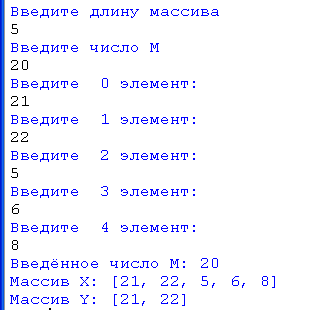 Введите длину массива
5
Введите число М
20
Введите  0 элемент:
21
Введите  1 элемент:
22
Введите  2 элемент:
5
Введите  3 элемент:
6
Введите  4 элемент:
8
Введённое число М: 20
Массив X: [21, 22, 5, 6, 8]
Массив Y: [21, 22]